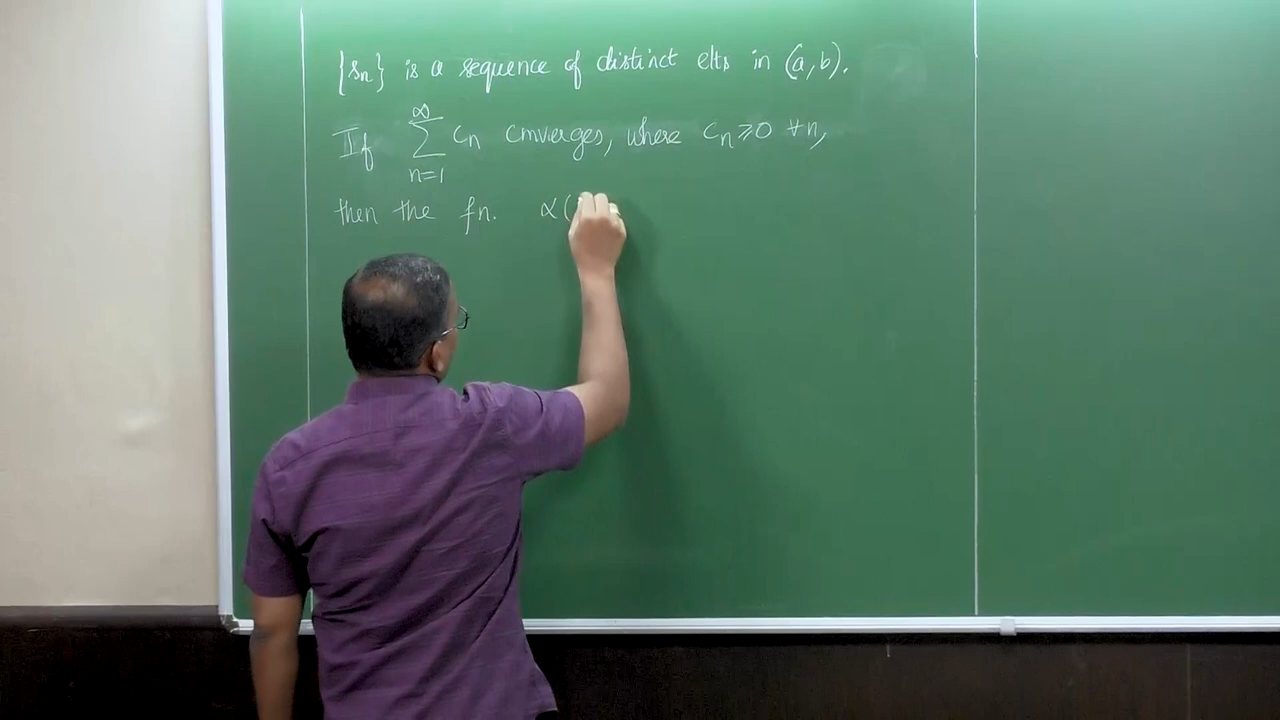 {sₙ} is a sequence of distinct elts in (a, b).
If ∞∑n=1 cₙ converges, where cₙ ≥ 0 ∀ n,
then the fn. α(